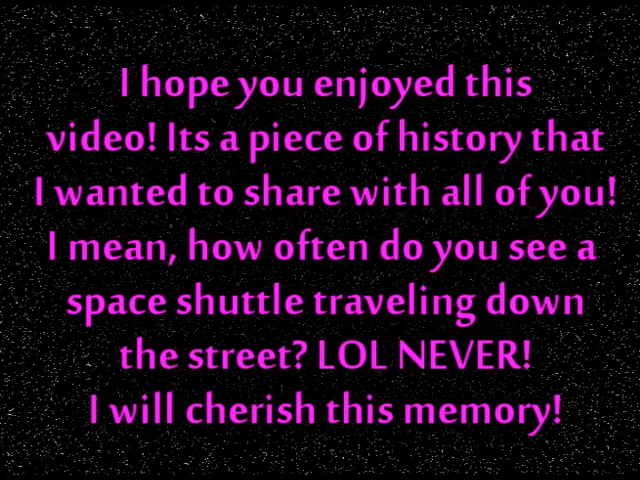 I hope you enjoyed this
video! Its a piece of history that
I wanted to share with all of you!
I mean, how often do you see a
space shuttle traveling down
the street? LOL NEVER!
I will cherish this memory!